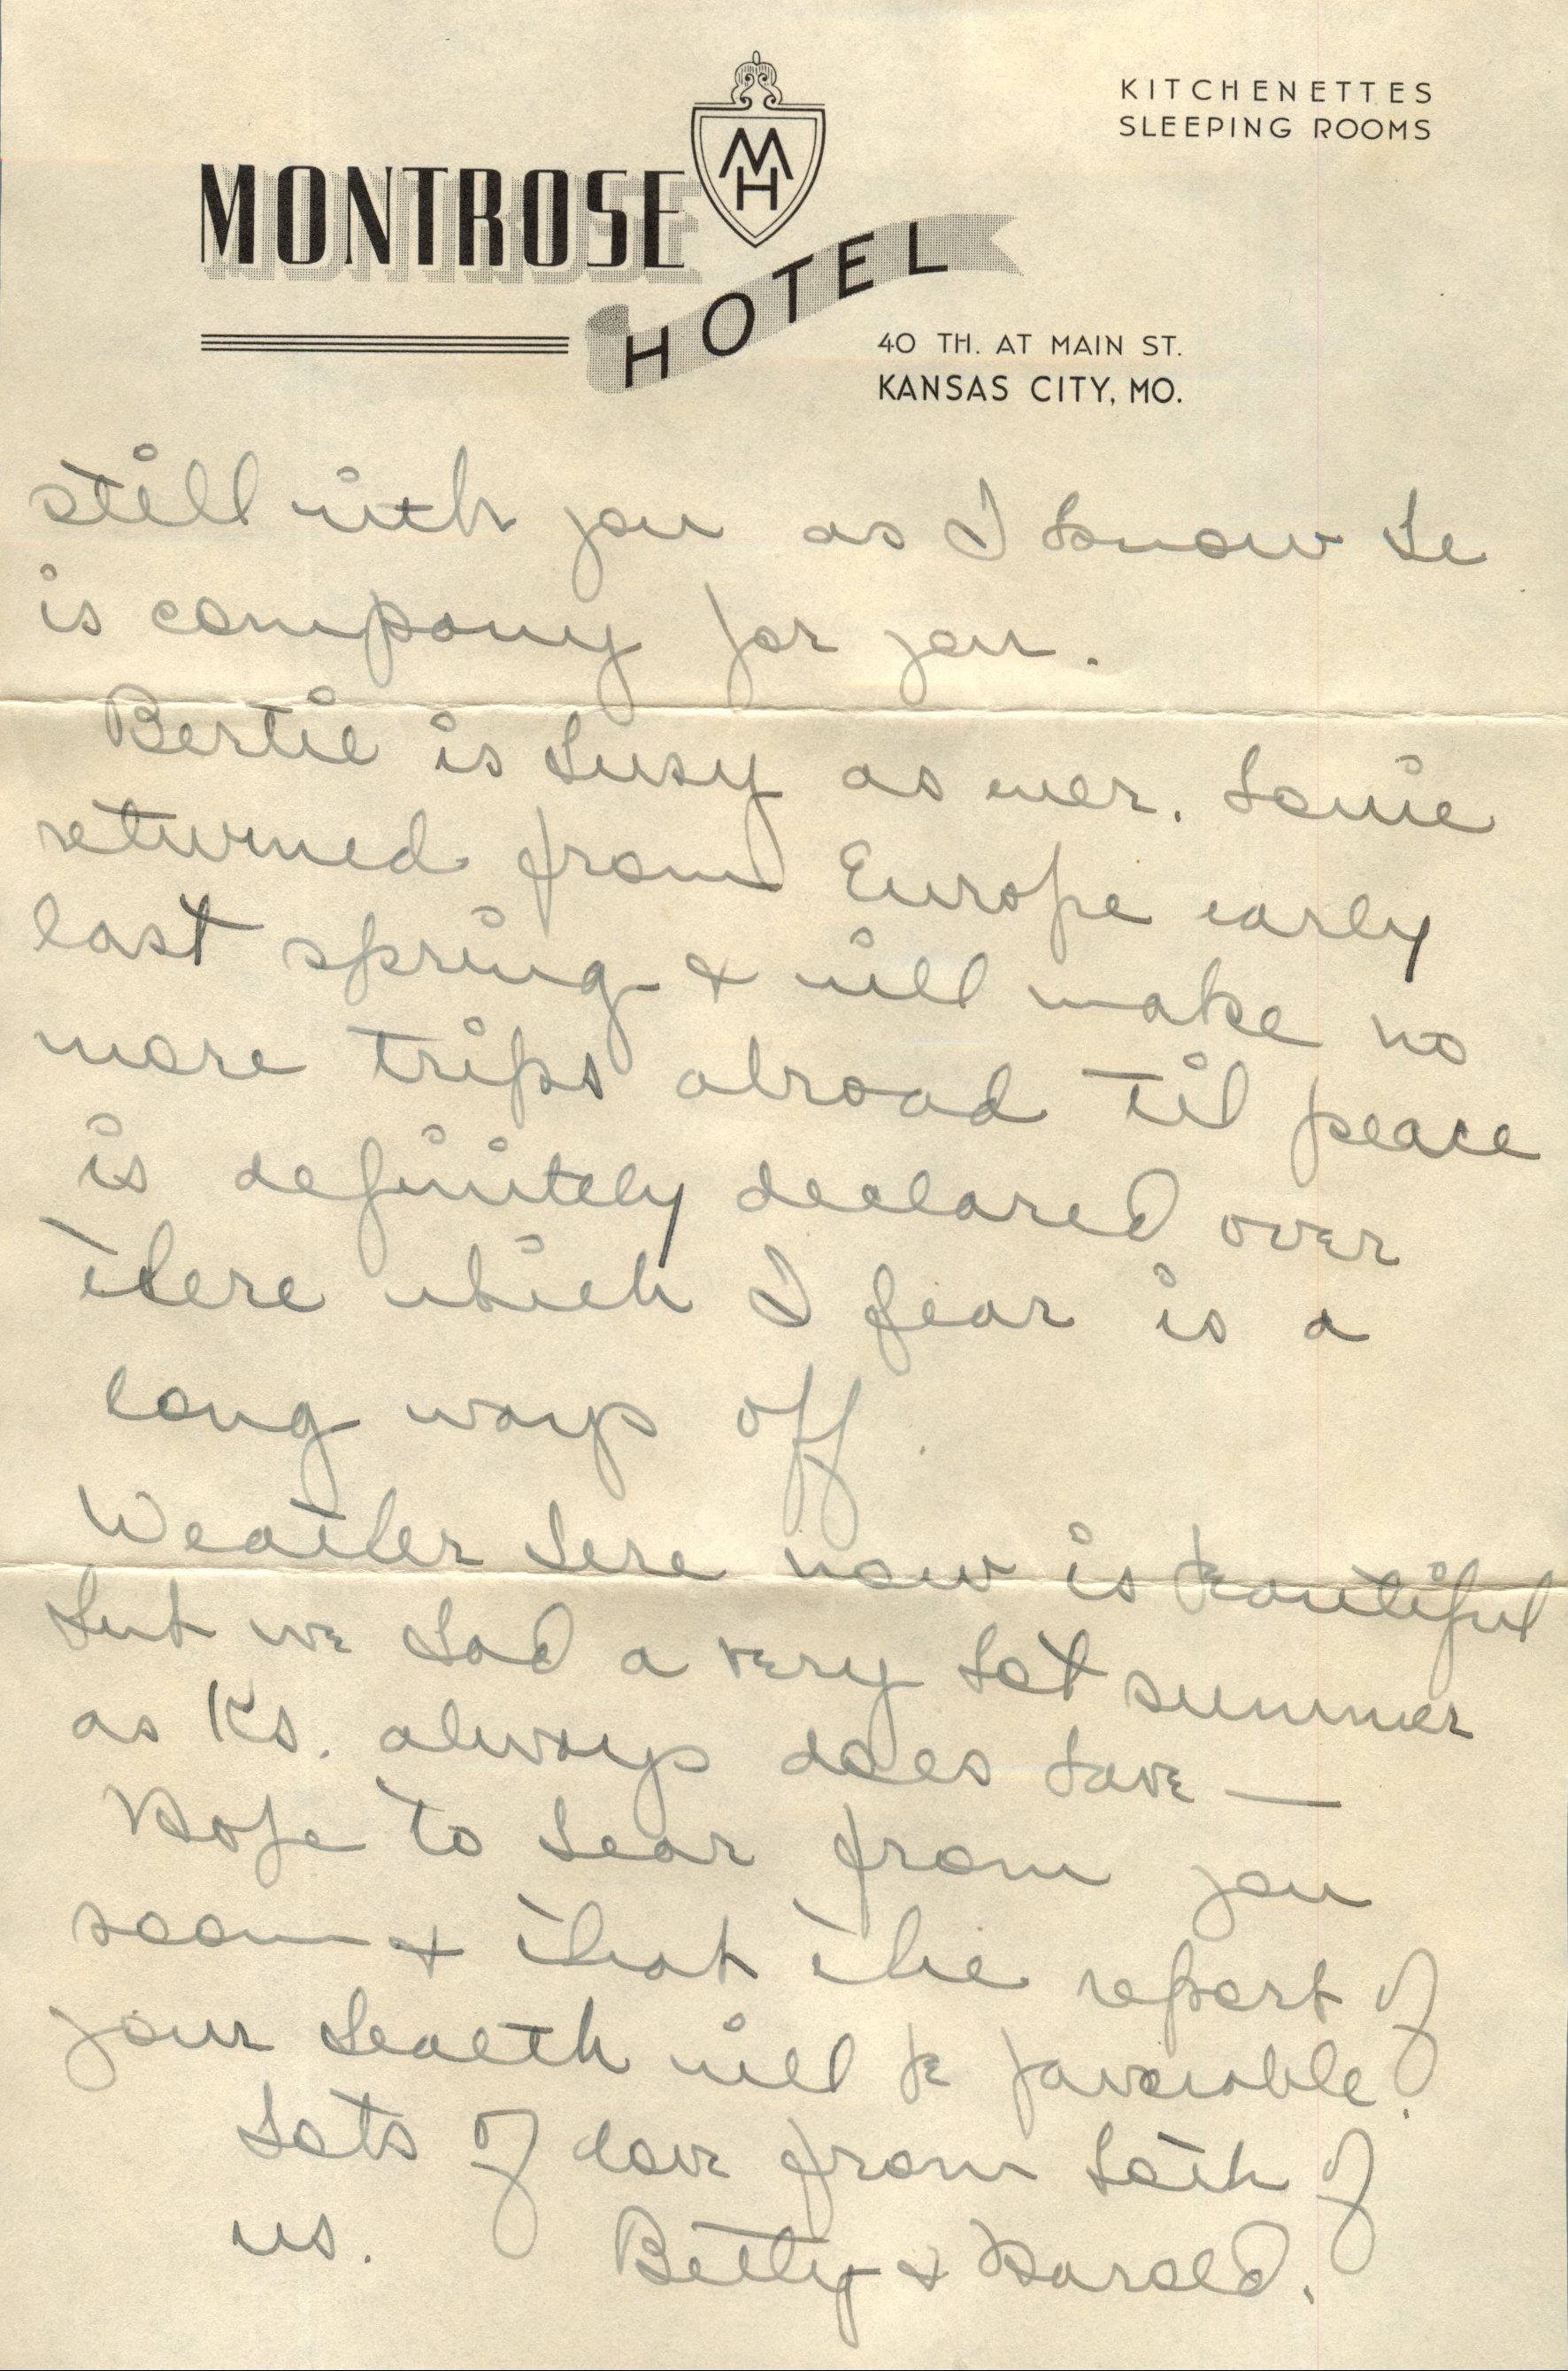 KITCHENETTES
SLEEPING ROOMS
MH
MONTROSE
HOTEL
40 TH. AT MAIN ST.
KANSAS CITY, MO.
still with you as I know he
is company for you.
Bertie is busy as ever. Louie
returned from Europe early
last spring & will make no
more trips abroad til peace
is definitely declared over
there which I fear is a
long ways off.
Weather here now is beautiful
but we had a very hot summer
as Ks. always does have —
Hope to hear from you
soon & that the report of
your health will be favorable.
Lots of love from both of
us. Betty & Harold.